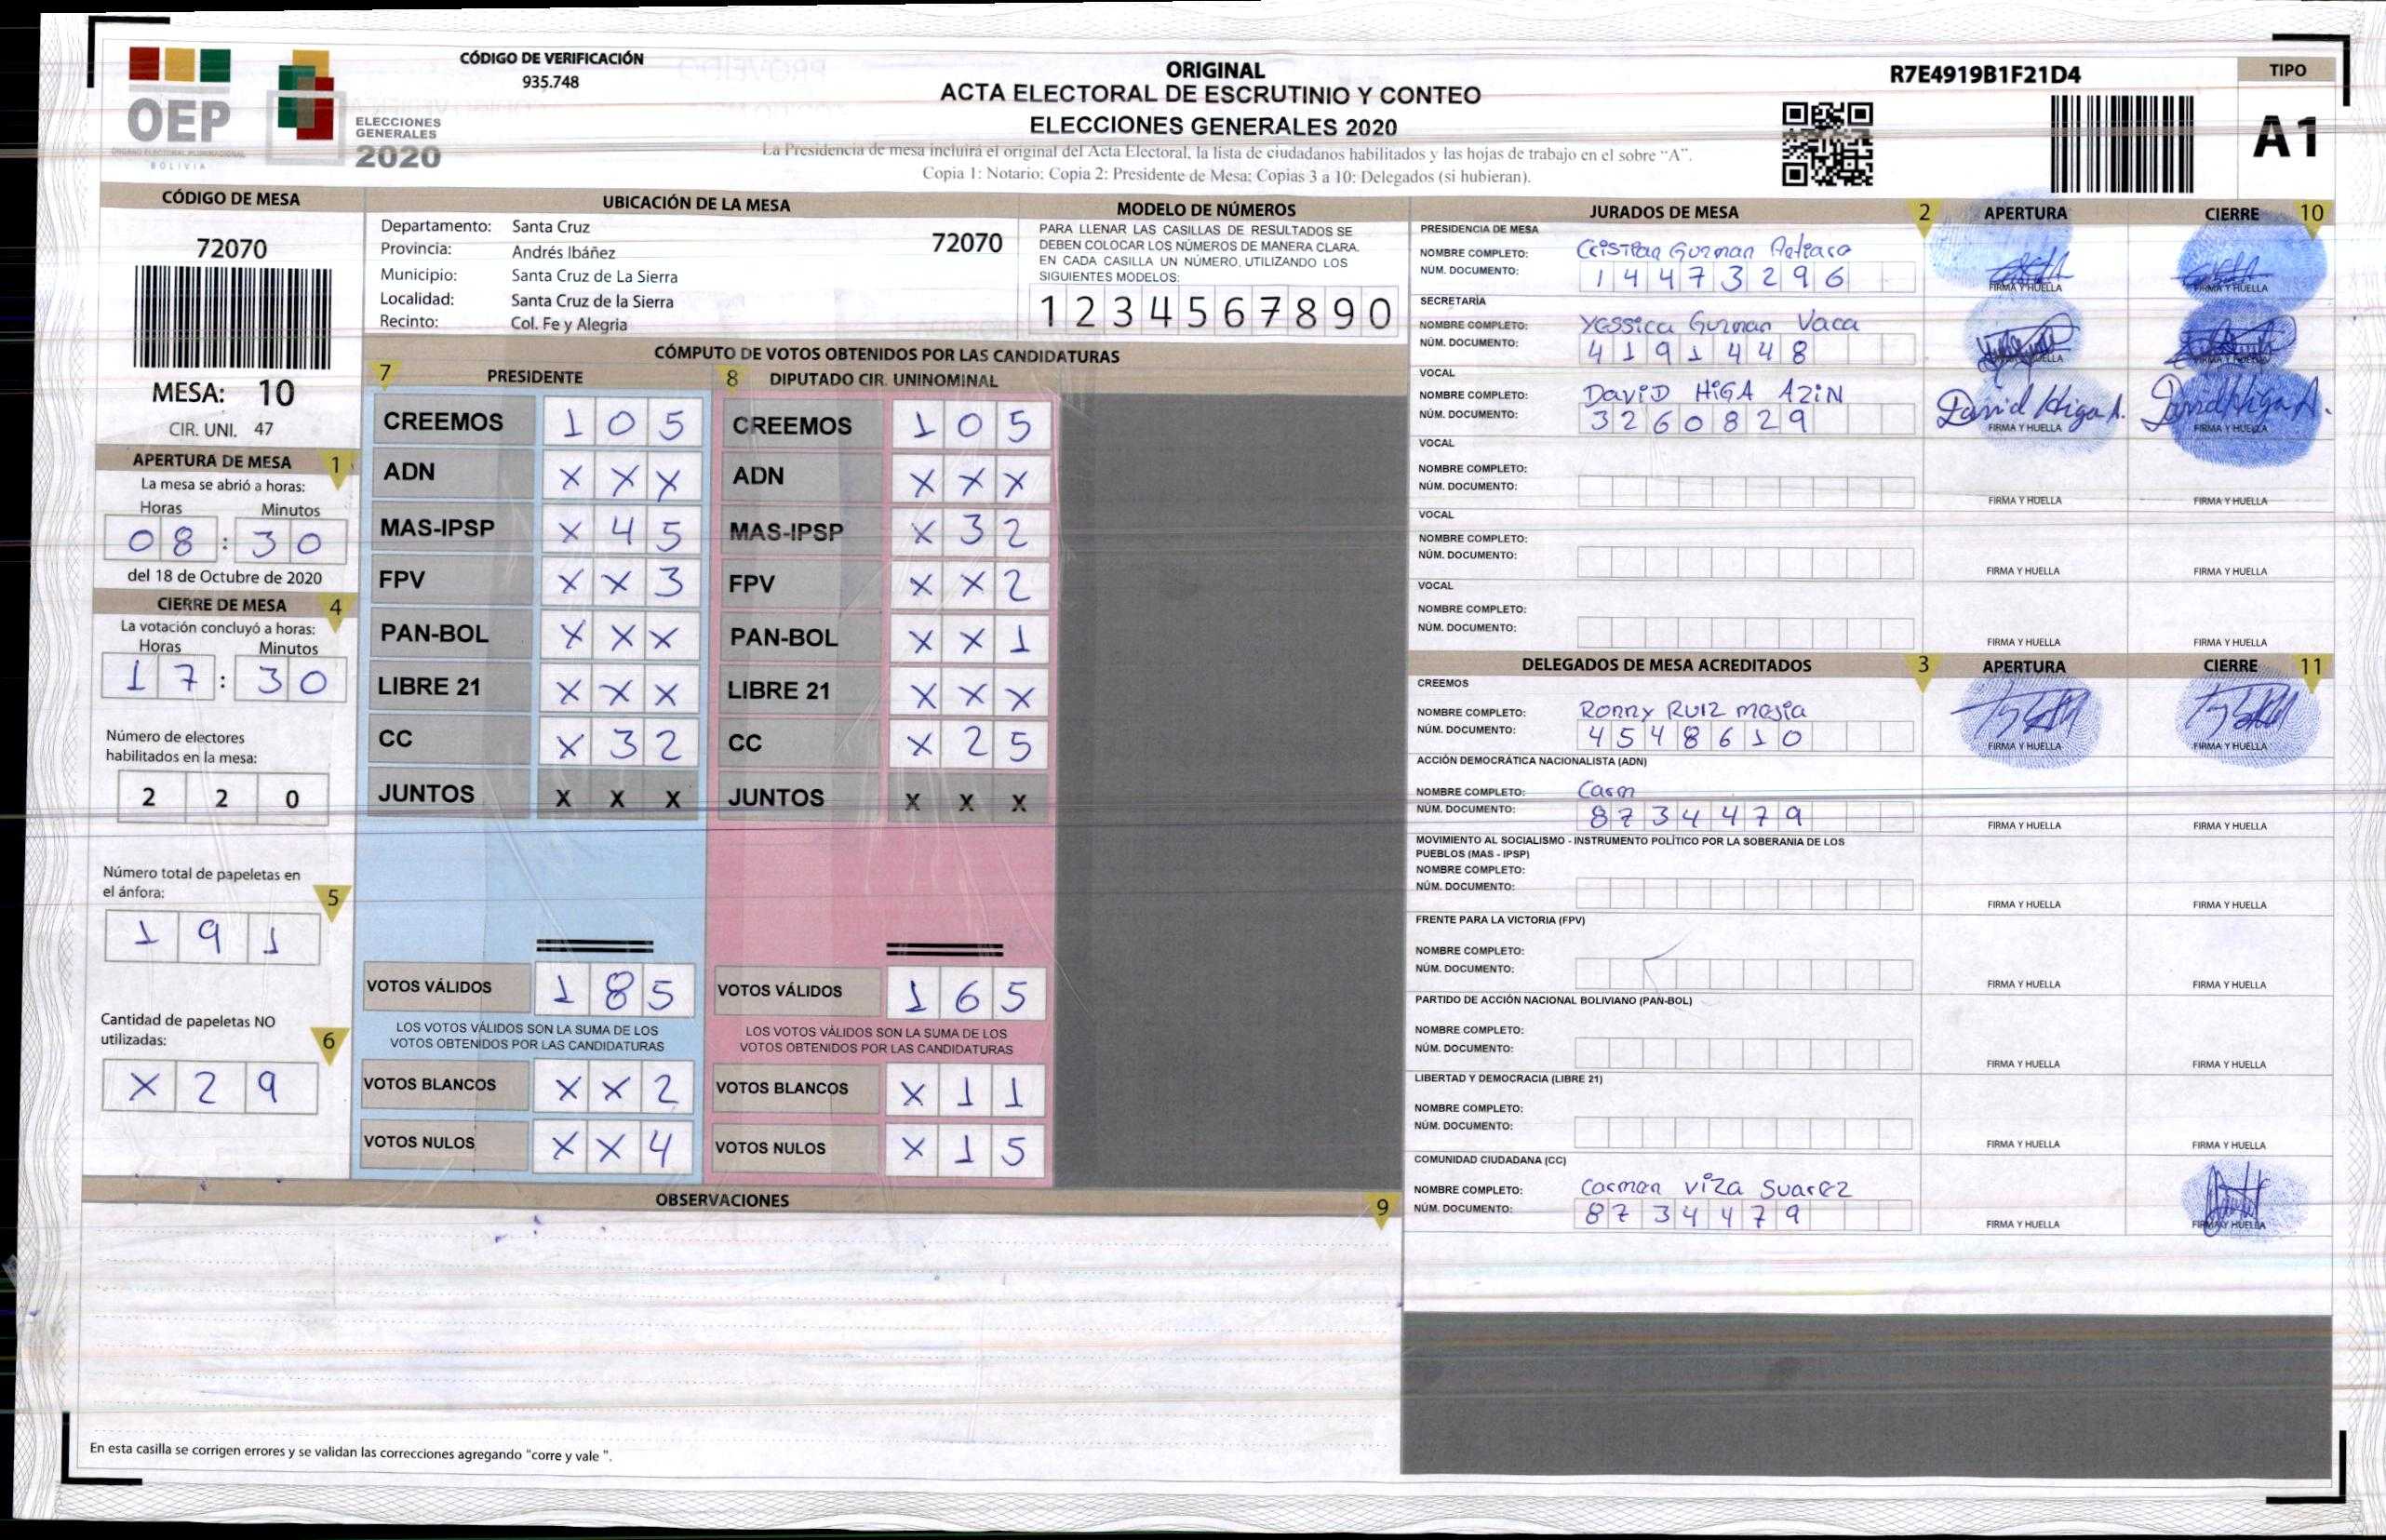 OEP
ÓRGANO ELECTORAL PLURINACIONAL
BOLIVIA
ELECCIONES
GENERALES
2020
CÓDIGO DE VERIFICACIÓN
935.748
ORIGINAL
ACTA ELECTORAL DE ESCRUTINIO Y CONTEO
ELECCIONES GENERALES 2020
La Presidencia de mesa incluirá el original del Acta Electoral, la lista de ciudadanos habilitados y las hojas de trabajo en el sobre "A".
Copia 1: Notario; Copia 2: Presidente de Mesa; Copias 3 a 10: Delegados (si hubieran).
R7E4919B1F21D4
TIPO
A1
CÓDIGO DE MESA
72070
MESA: 10
CIR. UNI. 47
APERTURA DE MESA 1
La mesa se abrió a horas:
Horas Minutos
08 : 30
del 18 de Octubre de 2020
CIERRE DE MESA 4
La votación concluyó a horas:
Horas Minutos
17 : 30
Número de electores
habilitados en la mesa:
2 2 0
Número total de papeletas en
el ánfora: 5
1 9 1
Cantidad de papeletas NO
utilizadas: 6
X 2 9
UBICACIÓN DE LA MESA
Departamento: Santa Cruz
72070
Provincia: Andrés Ibáñez
Municipio: Santa Cruz de La Sierra
Localidad: Santa Cruz de la Sierra
Recinto: Col. Fe y Alegria
MODELO DE NÚMEROS
PARA LLENAR LAS CASILLAS DE RESULTADOS SE
DEBEN COLOCAR LOS NÚMEROS DE MANERA CLARA.
EN CADA CASILLA UN NÚMERO, UTILIZANDO LOS
SIGUIENTES MODELOS:
1 2 3 4 5 6 7 8 9 0
CÓMPUTO DE VOTOS OBTENIDOS POR LAS CANDIDATURAS
7 PRESIDENTE
CREEMOS 1 0 5
ADN X X X
MAS-IPSP X 4 5
FPV X X 3
PAN-BOL X X X
LIBRE 21 X X X
CC X 3 2
JUNTOS X X X
VOTOS VÁLIDOS 1 8 5
LOS VOTOS VÁLIDOS SON LA SUMA DE LOS
VOTOS OBTENIDOS POR LAS CANDIDATURAS
VOTOS BLANCOS X X 2
VOTOS NULOS X X 4
8 DIPUTADO CIR. UNINOMINAL
CREEMOS 1 0 5
ADN X X X
MAS-IPSP X 3 2
FPV X X 2
PAN-BOL X X 1
LIBRE 21 X X X
CC X 2 5
JUNTOS X X X
VOTOS VÁLIDOS 1 6 5
LOS VOTOS VÁLIDOS SON LA SUMA DE LOS
VOTOS OBTENIDOS POR LAS CANDIDATURAS
VOTOS BLANCOS X 1 1
VOTOS NULOS X 1 5
OBSERVACIONES 9
En esta casilla se corrigen errores y se validan las correcciones agregando "corre y vale ".
JURADOS DE MESA 2 APERTURA CIERRE 10
PRESIDENCIA DE MESA
NOMBRE COMPLETO: Cristian Guzman
NUM. DOCUMENTO: 1 4 4 7 3 2 9 6
FIRMA Y HUELLA FIRMA Y HUELLA
SECRETARÍA
NOMBRE COMPLETO: Yessica Guzman Vaca
NÚM. DOCUMENTO: 4 1 9 1 4 4 8
FIRMA Y HUELLA
VOCAL
NOMBRE COMPLETO: DaviD HiGA AZiN
NÚM. DOCUMENTO: 3 2 6 0 8 2 9
David Higa A. David Higa A.
FIRMA Y HUELLA FIRMA Y HUELLA
VOCAL
NOMBRE COMPLETO:
NÚM. DOCUMENTO:
FIRMA Y HUELLA FIRMA Y HUELLA
VOCAL
NOMBRE COMPLETO:
NÚM. DOCUMENTO:
FIRMA Y HUELLA FIRMA Y HUELLA
VOCAL
NOMBRE COMPLETO:
NÚM. DOCUMENTO:
FIRMA Y HUELLA FIRMA Y HUELLA
DELEGADOS DE MESA ACREDITADOS 3 APERTURA CIERRE 11
CREEMOS
NOMBRE COMPLETO: Ronny RUIZ mejia
NÚM. DOCUMENTO: 4 5 4 8 6 1 0
FIRMA Y HUELLA FIRMA Y HUELLA
ACCIÓN DEMOCRÁTICA NACIONALISTA (ADN)
NOMBRE COMPLETO: Carm
NÚM. DOCUMENTO: 8 7 3 4 4 7 9
FIRMA Y HUELLA FIRMA Y HUELLA
MOVIMIENTO AL SOCIALISMO - INSTRUMENTO POLÍTICO POR LA SOBERANIA DE LOS
PUEBLOS (MAS - IPSP)
NOMBRE COMPLETO:
NÚM. DOCUMENTO:
FIRMA Y HUELLA FIRMA Y HUELLA
FRENTE PARA LA VICTORIA (FPV)
NOMBRE COMPLETO:
NÚM. DOCUMENTO:
FIRMA Y HUELLA FIRMA Y HUELLA
PARTIDO DE ACCIÓN NACIONAL BOLIVIANO (PAN-BOL)
NOMBRE COMPLETO:
NÚM. DOCUMENTO:
FIRMA Y HUELLA FIRMA Y HUELLA
LIBERTAD Y DEMOCRACIA (LIBRE 21)
NOMBRE COMPLETO:
NÚM. DOCUMENTO:
FIRMA Y HUELLA FIRMA Y HUELLA
COMUNIDAD CIUDADANA (CC)
NOMBRE COMPLETO: Carmen viza Suarez
NÚM. DOCUMENTO: 8 7 3 4 4 7 9
FIRMA Y HUELLA FIRMA Y HUELLA